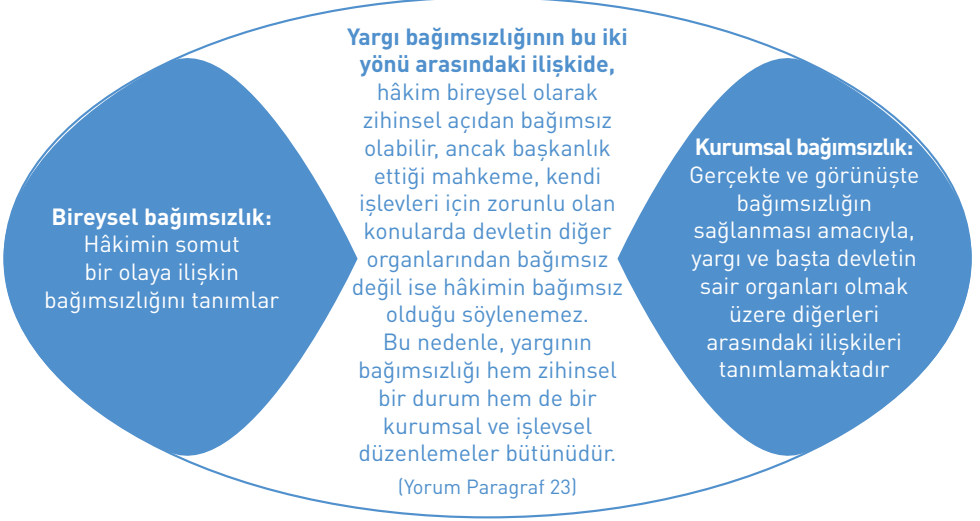 Bireysel bağımsızlık:
Hâkimin somut
bir olaya ilişkin
bağımsızlığını tanımlar
Yargı bağımsızlığının bu iki
yönü arasındaki ilişkide,
hâkim bireysel olarak
zihinsel açıdan bağımsız
olabilir, ancak başkanlık
ettiği mahkeme, kendi
işlevleri için zorunlu olan
konularda devletin diğer
organlarından bağımsız
değil ise hâkimin bağımsız
olduğu söylenemez.
Bu nedenle, yargının
bağımsızlığı hem zihinsel
bir durum hem de bir
kurumsal ve işlevsel
düzenlemeler bütünüdür.
(Yorum Paragraf 23)
Kurumsal bağımsızlık:
Gerçekte ve görünüşte
bağımsızlığın
sağlanması amacıyla,
yargı ve başta devletin
sair organları olmak
üzere diğerleri
arasındaki ilişkileri
tanımlamaktadır